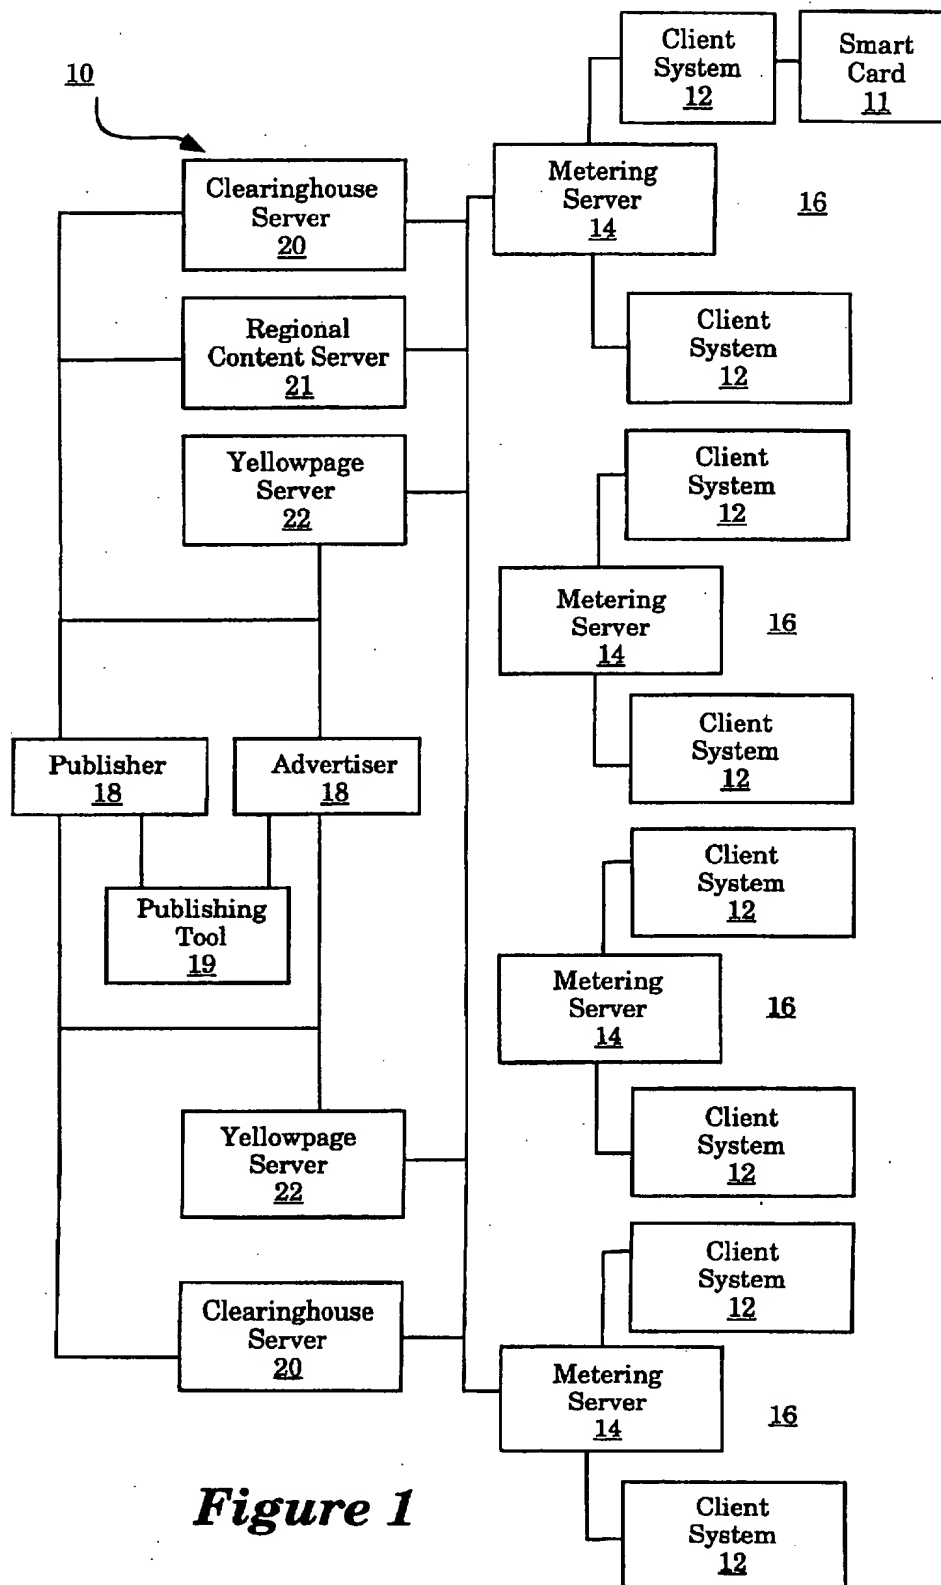 10
Client
System
12
Smart
Card
11
Clearinghouse
Server
20
Metering
Server
14
16
Regional
Content Server
21
Client
System
12
Yellowpage
Server
22
Client
System
12
Metering
Server
14
16
Client
System
12
Publisher
18
Advertiser
18
Publishing
Tool
19
Client
System
12
Metering
Server
14
16
Client
System
12
Yellowpage
Server
22
Client
System
12
Clearinghouse
Server
20
Metering
Server
14
16
Client
System
12
Figure 1